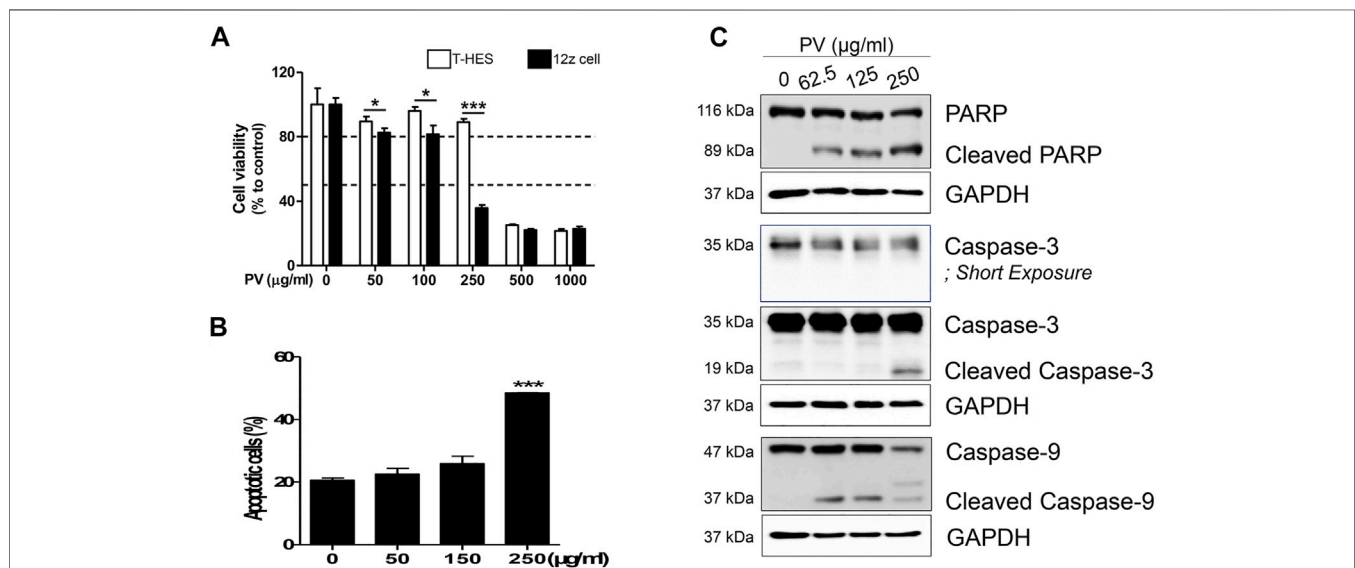 A
T-HES
12z cell
120
80
40
0
Cell viability
(% to control)
*
*
***
PV (μg/ml)
0
50
100
250
500
1000
B
60
40
20
0
Apoptotic cells (%)
***
0
50
150
250 (μg/ml)
C
PV (μg/ml)
0 62.5 125 250
116 kDa
PARP
89 kDa
Cleaved PARP
37 kDa
GAPDH
35 kDa
Caspase-3
; Short Exposure
35 kDa
Caspase-3
19 kDa
Cleaved Caspase-3
37 kDa
GAPDH
47 kDa
Caspase-9
37 kDa
Cleaved Caspase-9
37 kDa
GAPDH